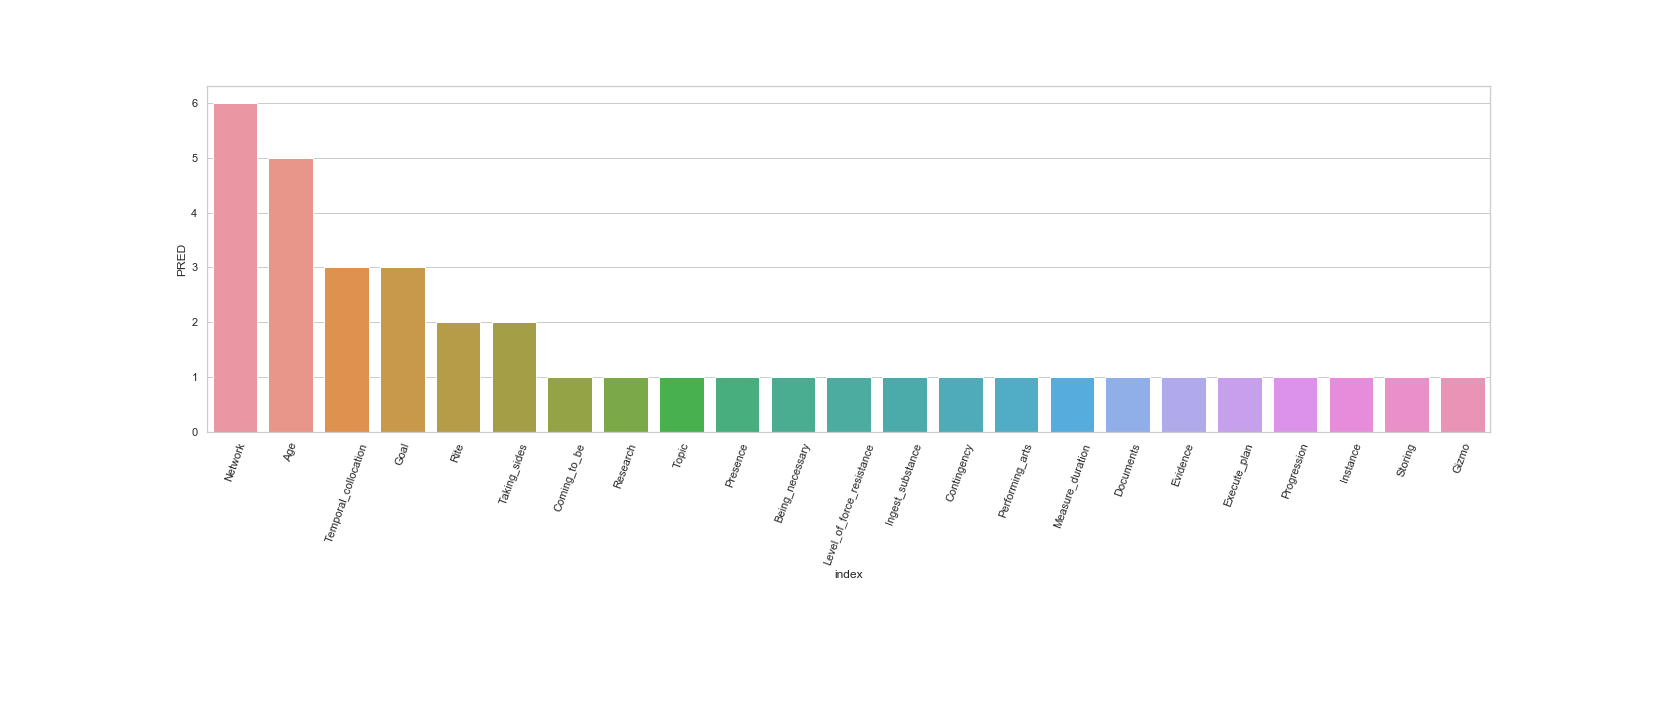 6
5
4
3
2
1
0
PRED
Network
Age
Temporal_collocation
Goal
Rite
Taking_sides
Coming_to_be
Research
Topic
Presence
Being_necessary
Level_of_force_resistance
Ingest_substance
Contingency
Performing_arts
Measure_duration
Documents
Evidence
Execute_plan
Progression
Instance
Storing
Gizmo
index